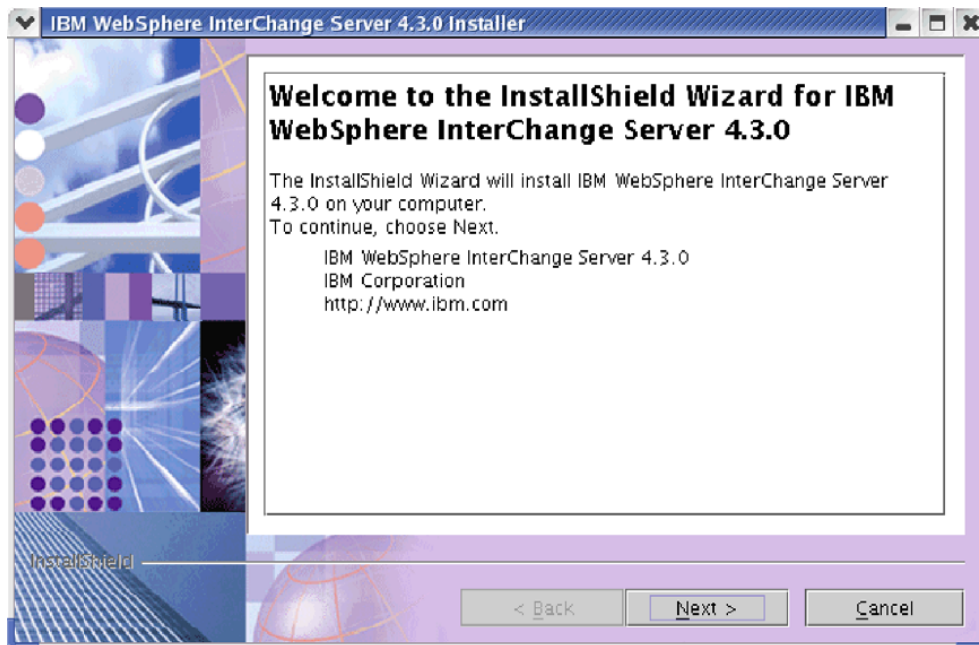 IBM WebSphere InterChange Server 4.3.0 Installer
Welcome to the InstallShield Wizard for IBM
WebSphere InterChange Server 4.3.0
The InstallShield Wizard will install IBM WebSphere InterChange Server
4.3.0 on your computer.
To continue, choose Next.
IBM WebSphere InterChange Server 4.3.0
IBM Corporation
http://www.ibm.com
InstallShield
< Back
Next >
Cancel